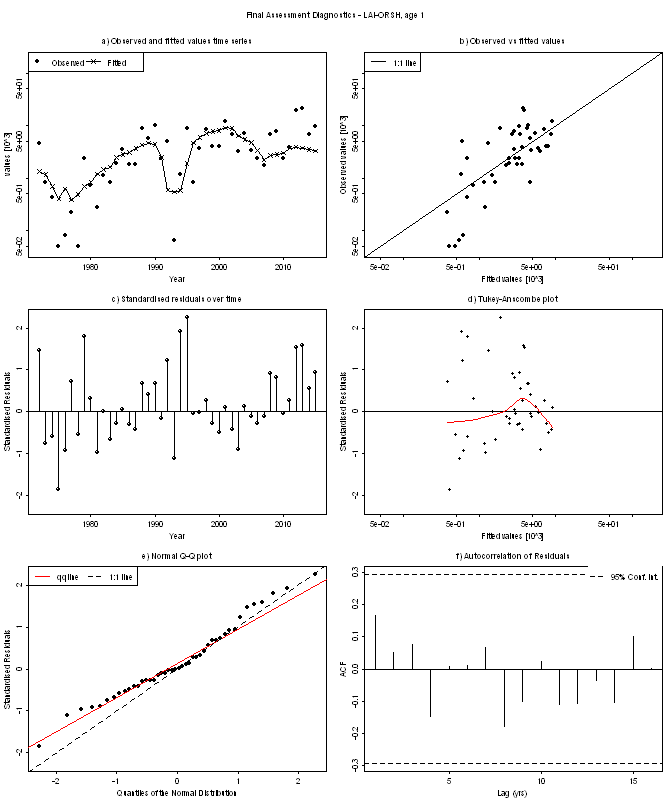 Final Assessment Diagnostics - LAI-ORSH, age 1
a) Observed and fitted values time series
Observed
Fitted
values [10^3]
5e-02
5e-01
5e+00
5e+01
1980
1990
2000
2010
Year
b) Observed vs fitted values
1:1 line
Observed values [10^3]
5e-02
5e-01
5e+00
5e+01
5e-02
5e-01
5e+00
5e+01
Fitted values [10^3]
c) Standardised residuals over time
Standardised Residuals
-2
-1
0
1
2
1980
1990
2000
2010
Year
d) Tukey-Anscombe plot
Standardised Residuals
-2
-1
0
1
2
5e-02
5e-01
5e+00
5e+01
Fitted values [10^3]
e) Normal Q-Q plot
qq line
1:1 line
Standardised Residuals
-2
-1
0
1
2
-2
-1
0
1
2
Quantiles of the Normal Distribution
f) Autocorrelation of Residuals
95% Conf. Int.
ACF
-0.3
-0.2
-0.1
0.0
0.1
0.2
0.3
5
10
15
Lag (yrs)